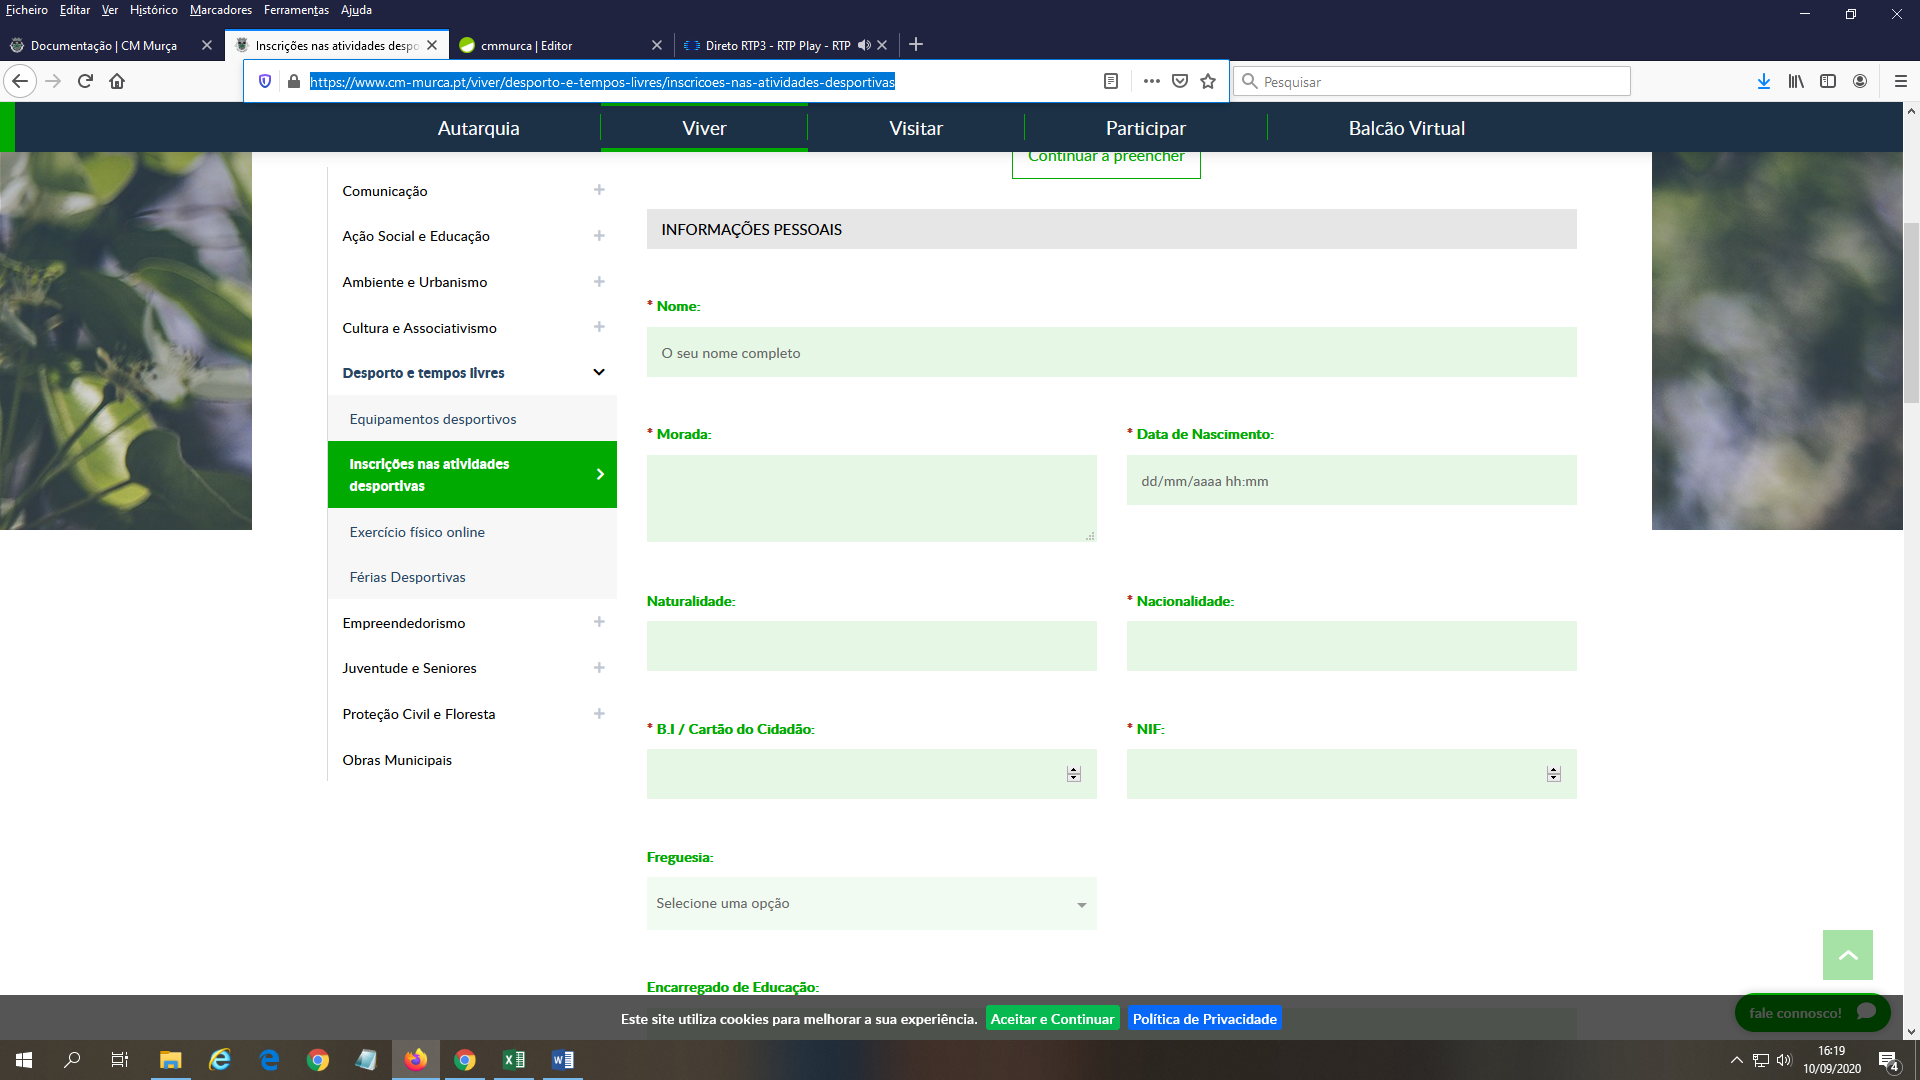 Ficheiro Editar Ver Histórico Marcadores Ferramentas Ajuda
Documentação | CM Murça
Inscrições nas atividades despo
cmmurca | Editor
Direto RTP3 - RTP Play - RTP
https://www.cm-murca.pt/viver/desporto-e-tempos-livres/inscricoes-nas-atividades-desportivas
Pesquisar
Autarquia Viver Visitar Participar Balcão Virtual
Continuar a preencher
Comunicação
Ação Social e Educação
Ambiente e Urbanismo
Cultura e Associativismo
Desporto e tempos livres
Equipamentos desportivos
Inscrições nas atividades
desportivas
Exercício físico online
Férias Desportivas
Empreendedorismo
Juventude e Seniores
Proteção Civil e Floresta
Obras Municipais
INFORMAÇÕES PESSOAIS
* Nome:
O seu nome completo
* Morada:
* Data de Nascimento:
dd/mm/aaaa hh:mm
Naturalidade:
* Nacionalidade:
* B.I / Cartão do Cidadão:
* NIF:
Freguesia:
Selecione uma opção
Encarregado de Educação:
Este site utiliza cookies para melhorar a sua experiência. Aceitar e Continuar Política de Privacidade
fale connosco!
16:19
10/09/2020
4